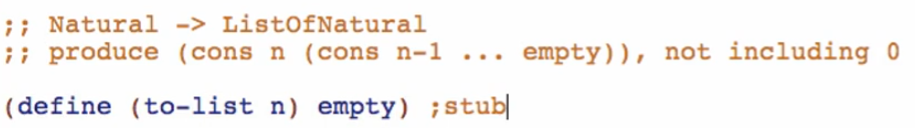 ;; Natural -> ListOfNatural
;; produce (cons n (cons n-1 ... empty)), not including 0
(define (to-list n) empty) ;stub